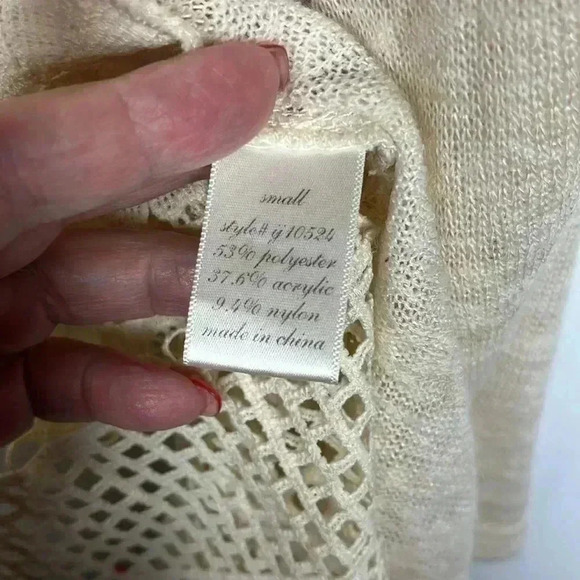 small
style# yj10524
53% polyester
37.6% acrylic
9.4% nylon
made in china